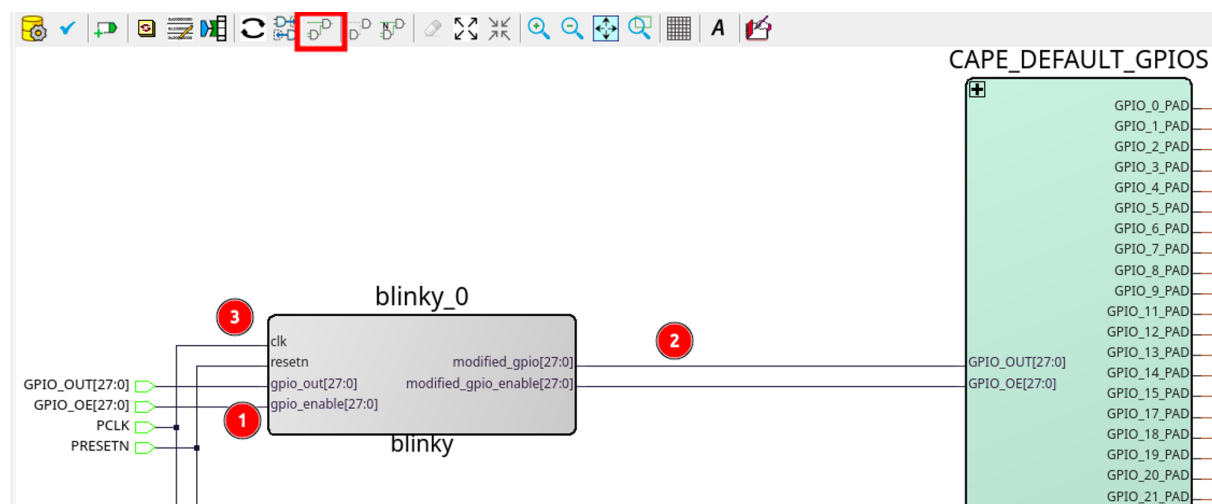 A
CAPE_DEFAULT_GPIOS
GPIO_0_PAD
GPIO_1_PAD
GPIO_2_PAD
GPIO_3_PAD
GPIO_4_PAD
GPIO_5_PAD
GPIO_6_PAD
GPIO_7_PAD
GPIO_8_PAD
GPIO_9_PAD
GPIO_11_PAD
GPIO_12_PAD
GPIO_13_PAD
GPIO_14_PAD
GPIO_15_PAD
GPIO_17_PAD
GPIO_18_PAD
GPIO_19_PAD
GPIO_20_PAD
GPIO_21_PAD
GPIO_OUT[27:0]
GPIO_OE[27:0]
blinky_0
3
clk
resetn
gpio_out[27:0]
gpio_enable[27:0]
modified_gpio[27:0]
modified_gpio_enable[27:0]
2
1
blinky
GPIO_OUT[27:0]
GPIO_OE[27:0]
PCLK
PRESETN